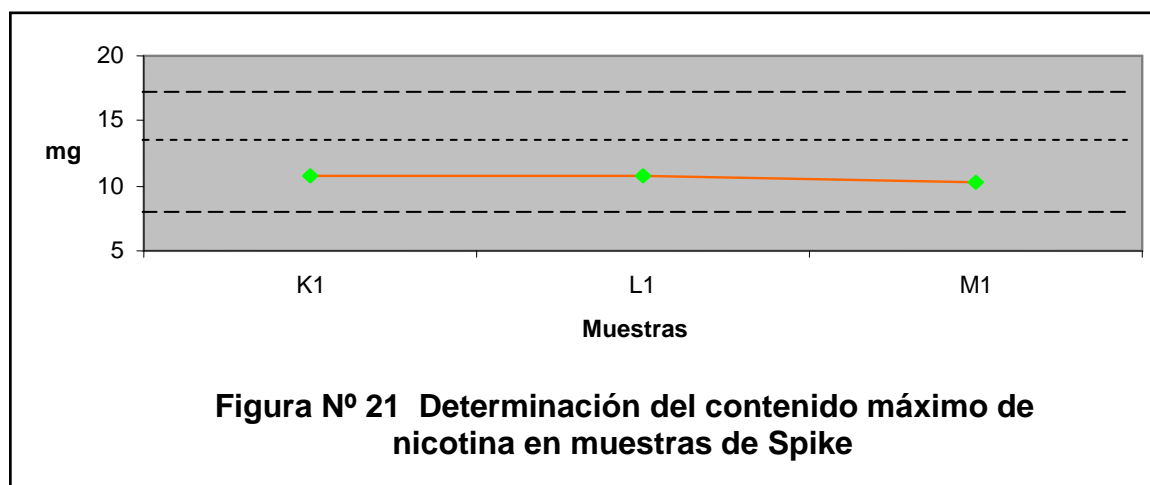 20
15
mg
10
5
K1 L1 M1
Muestras
Figura Nº 21 Determinación del contenido máximo de
nicotina en muestras de Spike